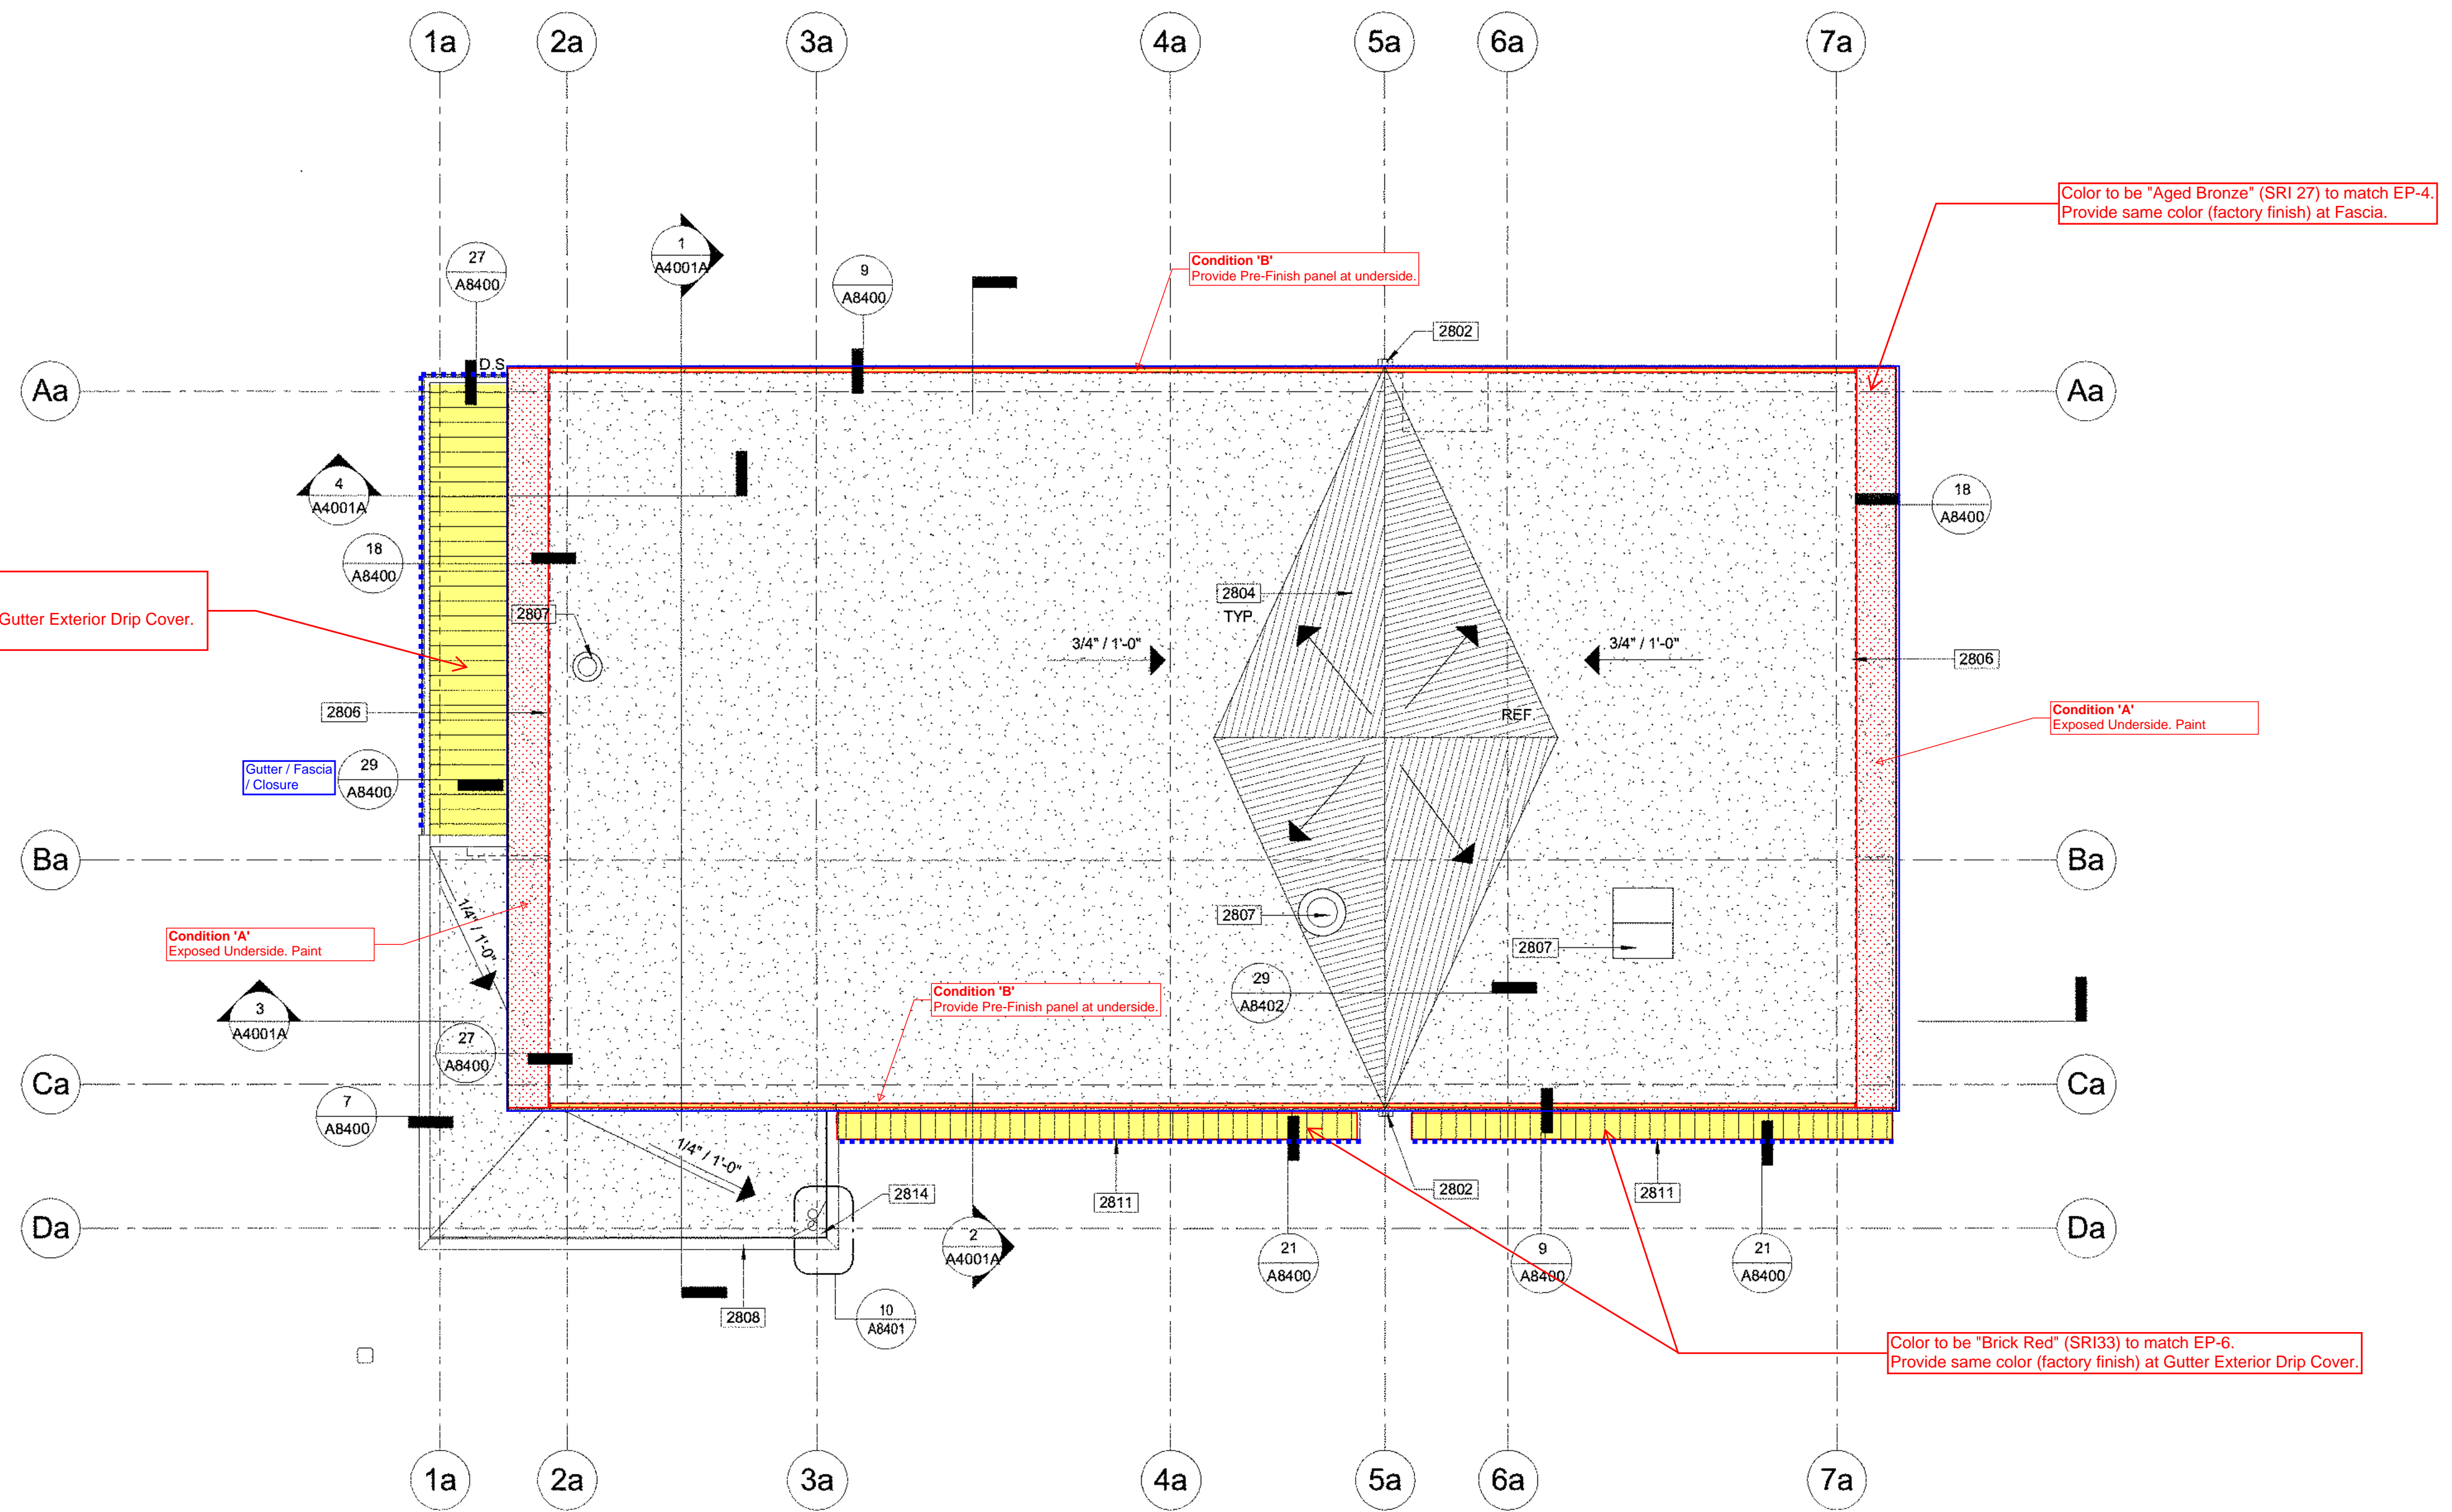 1a
2a
3a
4a
5a
6a
7a
Color to be "Aged Bronze" (SRI 27) to match EP-4.
Provide same color (factory finish) at Fascia.
27
A8400
1
A4001A
9
A8400
Condition 'B'
Provide Pre-Finish panel at underside.
2802
D.S
Aa
Aa
4
A4001A
18
A8400
18
A8400
Gutter Exterior Drip Cover.
2807
2804
TYP.
3/4" / 1'-0"
3/4" / 1'-0"
2806
2806
REF
Condition 'A'
Exposed Underside. Paint
Gutter / Fascia
/ Closure
29
A8400
Ba
Ba
1/4" / 1'-0"
2807
2807
Condition 'A'
Exposed Underside. Paint
29
A8402
Condition 'B'
Provide Pre-Finish panel at underside.
3
A4001A
27
A8400
Ca
Ca
7
A8400
1/4" / 1'-0"
2814
2811
2802
2811
Da
Da
2
A4001A
21
A8400
9
A8400
21
A8400
2808
10
A8401
Color to be "Brick Red" (SRI33) to match EP-6.
Provide same color (factory finish) at Gutter Exterior Drip Cover.
1a
2a
3a
4a
5a
6a
7a